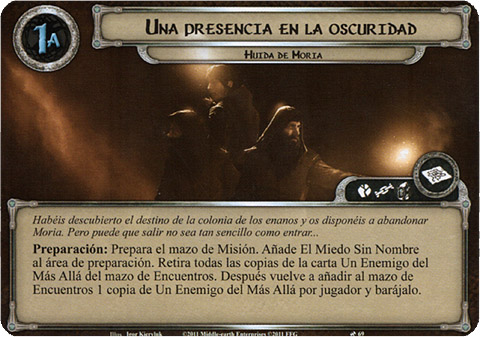 1A
UNA PRESENCIA EN LA OSCURIDAD
HUIDA DE MORIA
Habéis descubierto el destino de la colonia de los enanos y os disponéis a abandonar
Moria. Pero puede que salir no sea tan sencillo como entrar...
Preparación: Prepara el mazo de Misión. Añade El Miedo Sin Nombre
al área de preparación. Retira todas las copias de la carta Un Enemigo del
Más Allá del mazo de Encuentros. Después vuelve a añadir al mazo de
Encuentros 1 copia de Un Enemigo del Más Allá por jugador y barájalo.
Illus. Igor Kieryluk ©2011 Middle-earth Enterprises ©2011 FFG 69